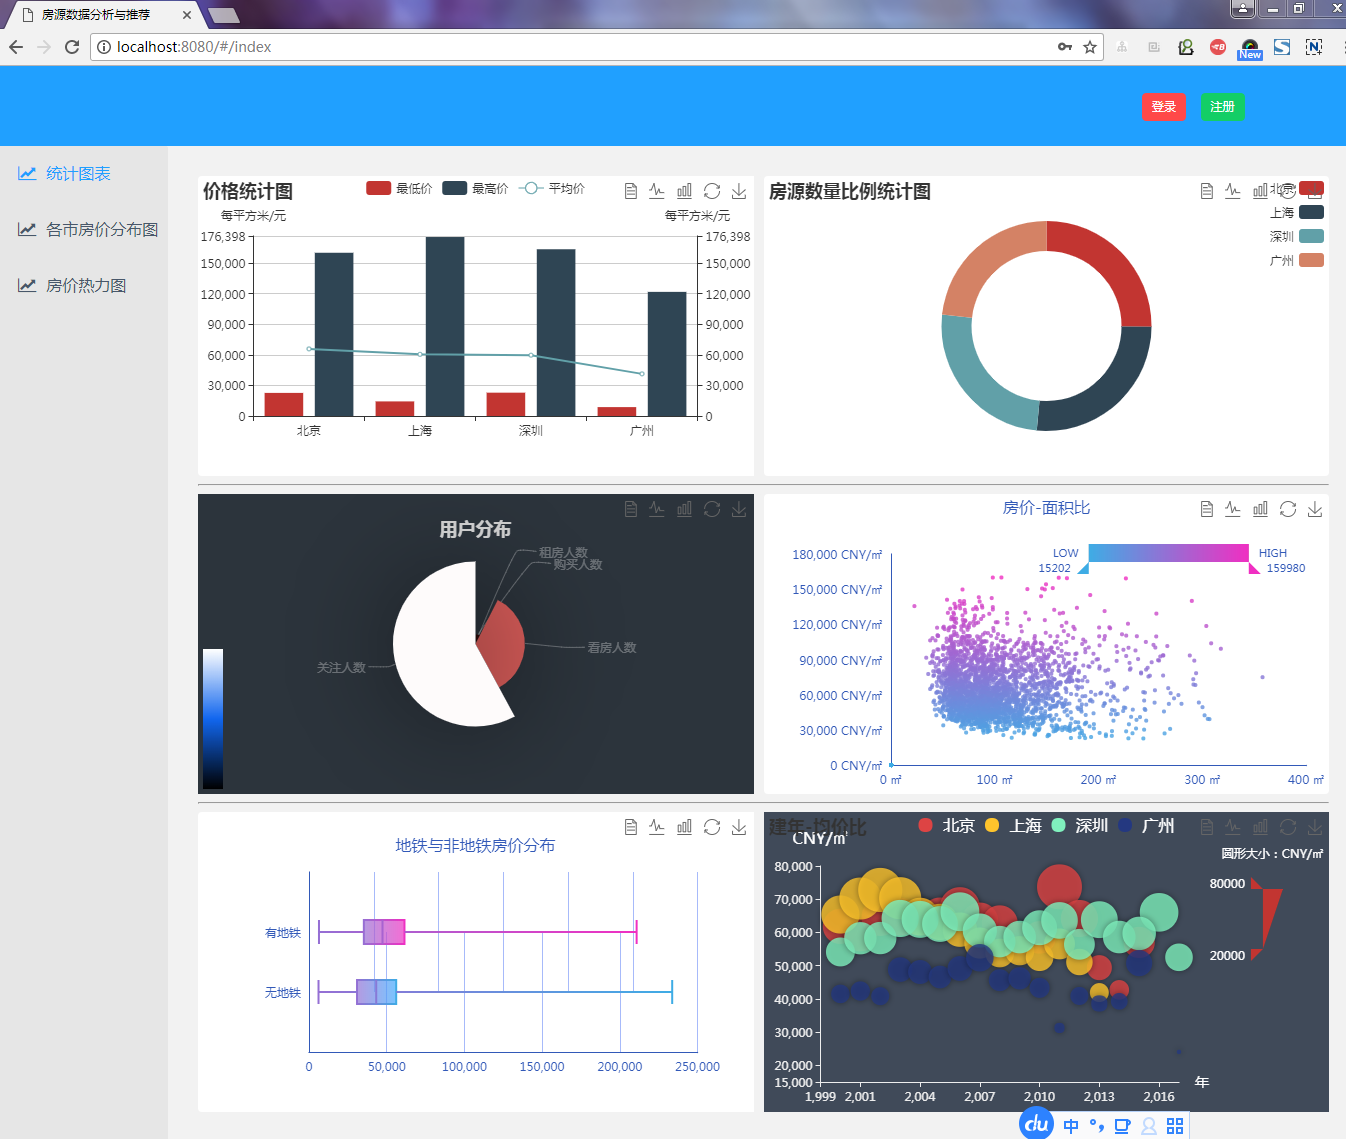 房源数据分析与推荐
localhost:8080/#/index
New
登录 注册
统计图表
各市房价分布图
房价热力图
价格统计图
最低价 最高价 平均价
每平方米/元 每平方米/元
176,398 176,398
150,000 150,000
120,000 120,000
90,000 90,000
60,000 60,000
30,000 30,000
0 0
北京 上海 深圳 广州
房源数量比例统计图
北京
上海
深圳
广州
用户分布
租房人数
购买人数
看房人数
关注人数
房价-面积比
LOW HIGH
15202 159980
180,000 CNY/㎡
150,000 CNY/㎡
120,000 CNY/㎡
90,000 CNY/㎡
60,000 CNY/㎡
30,000 CNY/㎡
0 CNY/㎡
0 ㎡ 100 ㎡ 200 ㎡ 300 ㎡ 400 ㎡
地铁与非地铁房价分布
有地铁
无地铁
0 50,000 100,000 150,000 200,000 250,000
建年-均价比
北京 上海 深圳 广州
CNY/㎡
圆形大小：CNY/㎡
80000
20000
80,000
70,000
60,000
50,000
40,000
30,000
20,000
15,000
1,999 2,001 2,004 2,007 2,010 2,013 2,016
年
du 中